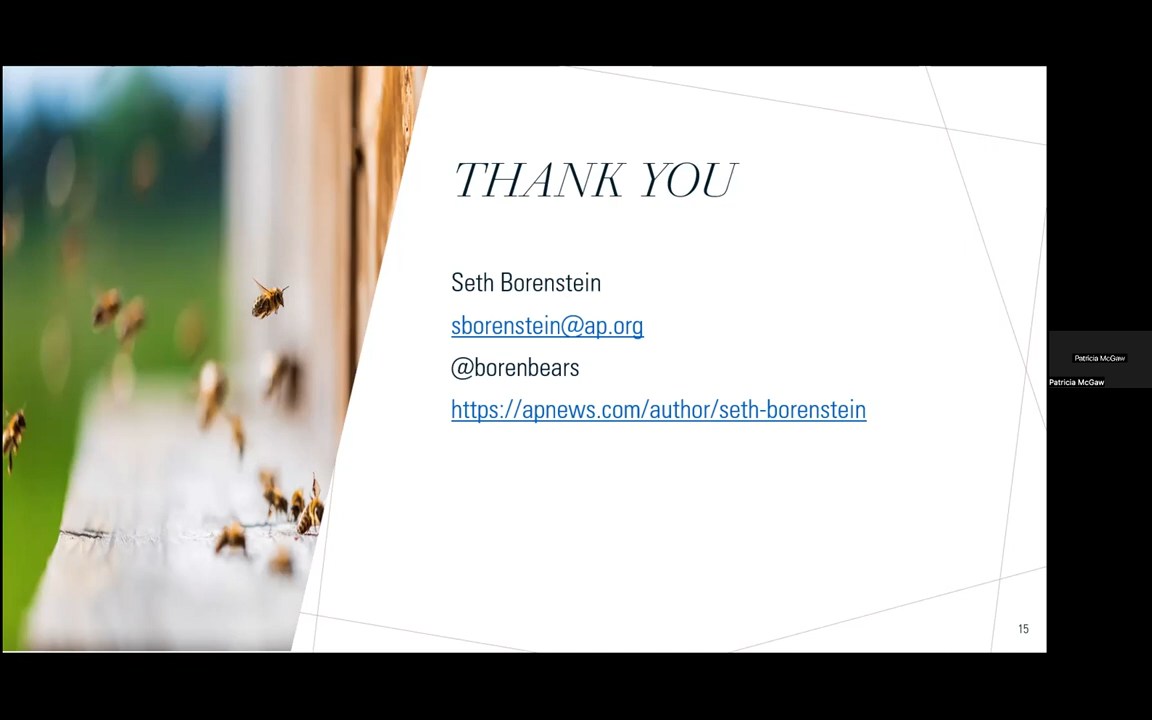 THANK YOU
Seth Borenstein
sborenstein@ap.org
@borenbears
https://apnews.com/author/seth-borenstein
15
Patricia McGaw
Patricia McGaw